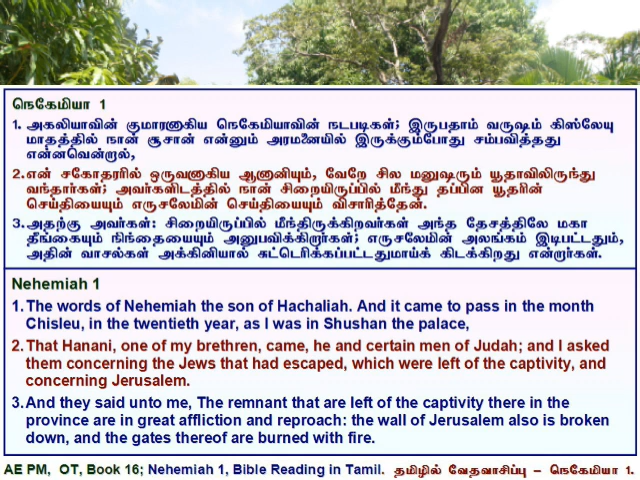 நெகேமியா 1
1. அகலியாவின் குமாரனாகிய நெகேமியாவின் நடபடிகள்; இருபதாம் வருஷம் கிஸ்லேயு
மாதத்தில் நான் சூசான் என்னும் அரமனையில் இருக்கும்போது சம்பவித்தது
என்னவென்றால்,
2. என் சகோதரரில் ஒருவனாகிய ஆனானியும், வேறே சில மனுஷரும் யூதாவிலிருந்து
வந்தார்கள்; அவர்களிடத்தில் நான் சிறையிருப்பில் மீந்து தப்பின யூதரின்
செய்தியையும் எருசலேமின் செய்தியையும் விசாரித்தேன்.
3. அதற்கு அவர்கள்: சிறையிருப்பில் மீந்திருக்கிறவர்கள் அந்த தேசத்திலே மகா
தீங்கையும் நிந்தையையும் அனுபவிக்கிறார்கள்; எருசலேமின் அலங்கம் இடிபட்டதும்,
அதின் வாசல்கள் அக்கினியால் சுட்டெரிக்கப்பட்டதுமாய்க் கிடக்கிறது என்றார்கள்.
Nehemiah 1
1. The words of Nehemiah the son of Hachaliah. And it came to pass in the month
Chisleu, in the twentieth year, as I was in Shushan the palace,
2. That Hanani, one of my brethren, came, he and certain men of Judah; and I asked
them concerning the Jews that had escaped, which were left of the captivity, and
concerning Jerusalem.
3. And they said unto me, The remnant that are left of the captivity there in the
province are in great affliction and reproach: the wall of Jerusalem also is broken
down, and the gates thereof are burned with fire.
AE PM, OT, Book 16; Nehemiah 1, Bible Reading in Tamil. தமிழில் வேதவாசிப்பு – நெகேமியா 1.